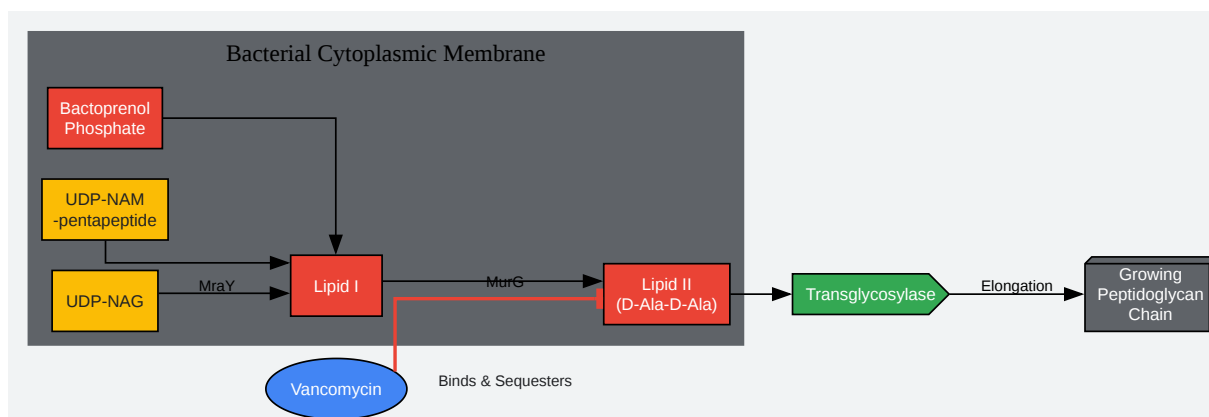 Bacterial Cytoplasmic Membrane
Bactoprenol
Phosphate
UDP-NAM
-pentapeptide
UDP-NAG
MraY
Lipid I
MurG
Lipid II
(D-Ala-D-Ala)
Transglycosylase
Elongation
Growing
Peptidoglycan
Chain
Vancomycin
Binds & Sequesters